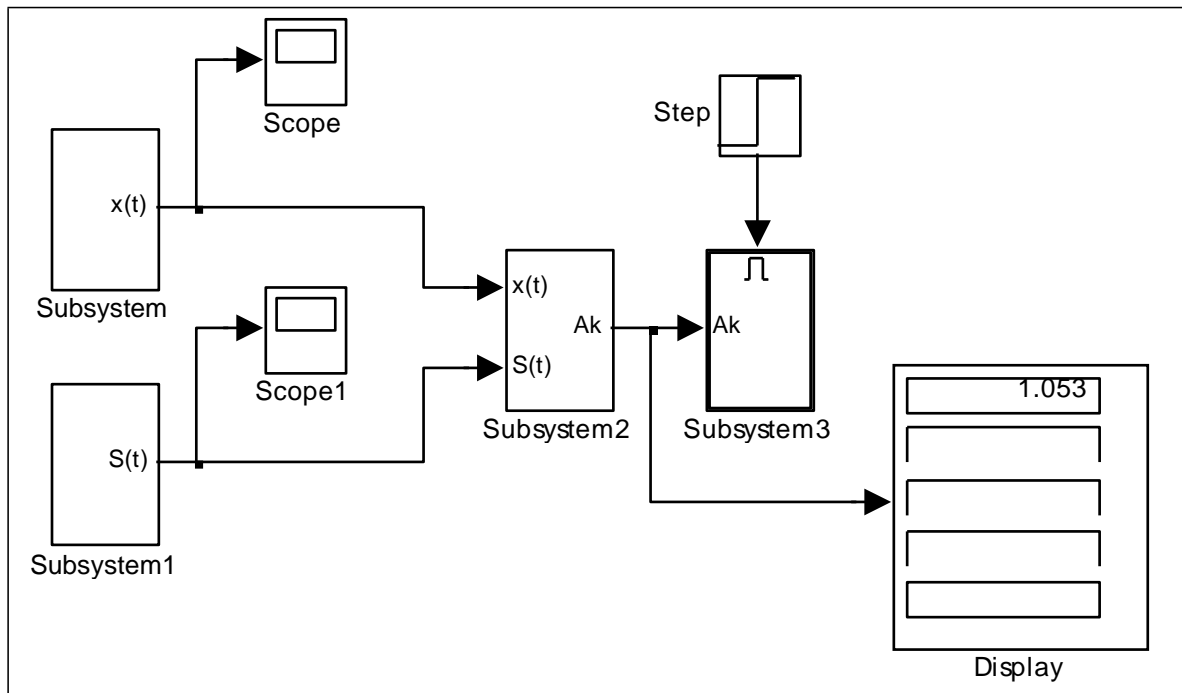 Scope
Step
x(t)
Subsystem
x(t)
Ak
S(t)
Ak
Scope1
Subsystem2
Subsystem3
1.053
S(t)
Subsystem1
Display